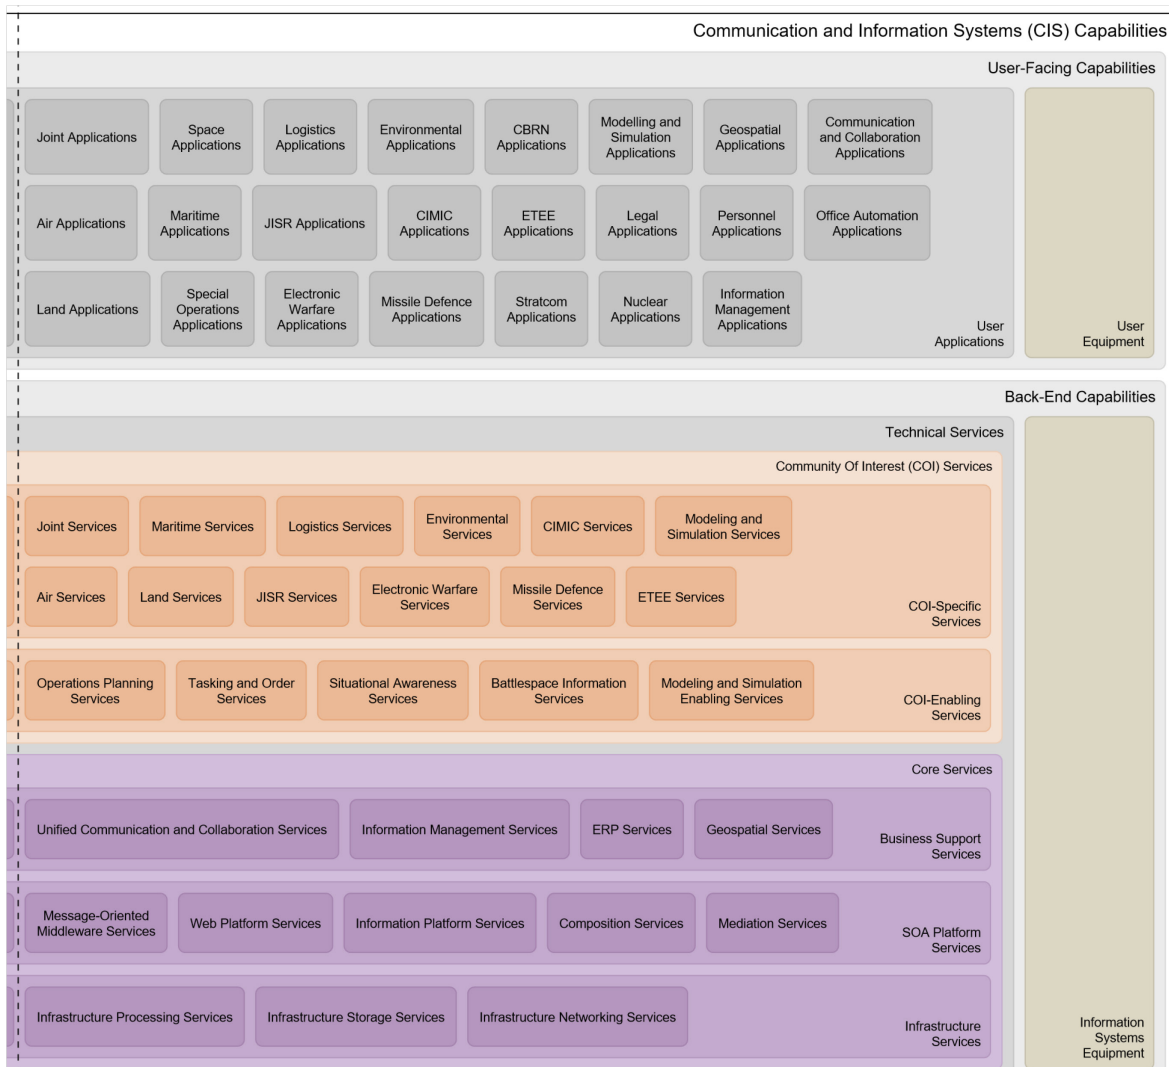 Communication and Information Systems (CIS) Capabilities
User-Facing Capabilities
Joint Applications
Space
Applications
Logistics
Applications
Environmental
Applications
CBRN
Applications
Modelling and
Simulation
Applications
Geospatial
Applications
Communication
and Collaboration
Applications
Air Applications
Maritime
Applications
JISR Applications
CIMIC
Applications
ETEE
Applications
Legal
Applications
Personnel
Applications
Office Automation
Applications
Land Applications
Special
Operations
Applications
Electronic
Warfare
Applications
Missile Defence
Applications
Stratcom
Applications
Nuclear
Applications
Information
Management
Applications
User
Applications
User
Equipment
Back-End Capabilities
Technical Services
Community Of Interest (COI) Services
Joint Services
Maritime Services
Logistics Services
Environmental
Services
CIMIC Services
Modeling and
Simulation Services
Air Services
Land Services
JISR Services
Electronic Warfare
Services
Missile Defence
Services
ETEE Services
COI-Specific
Services
Operations Planning
Services
Tasking and Order
Services
Situational Awareness
Services
Battlespace Information
Services
Modeling and Simulation
Enabling Services
COI-Enabling
Services
Core Services
Unified Communication and Collaboration Services
Information Management Services
ERP Services
Geospatial Services
Business Support
Services
Message-Oriented
Middleware Services
Web Platform Services
Information Platform Services
Composition Services
Mediation Services
SOA Platform
Services
Infrastructure Processing Services
Infrastructure Storage Services
Infrastructure Networking Services
Infrastructure
Services
Information
Systems
Equipment